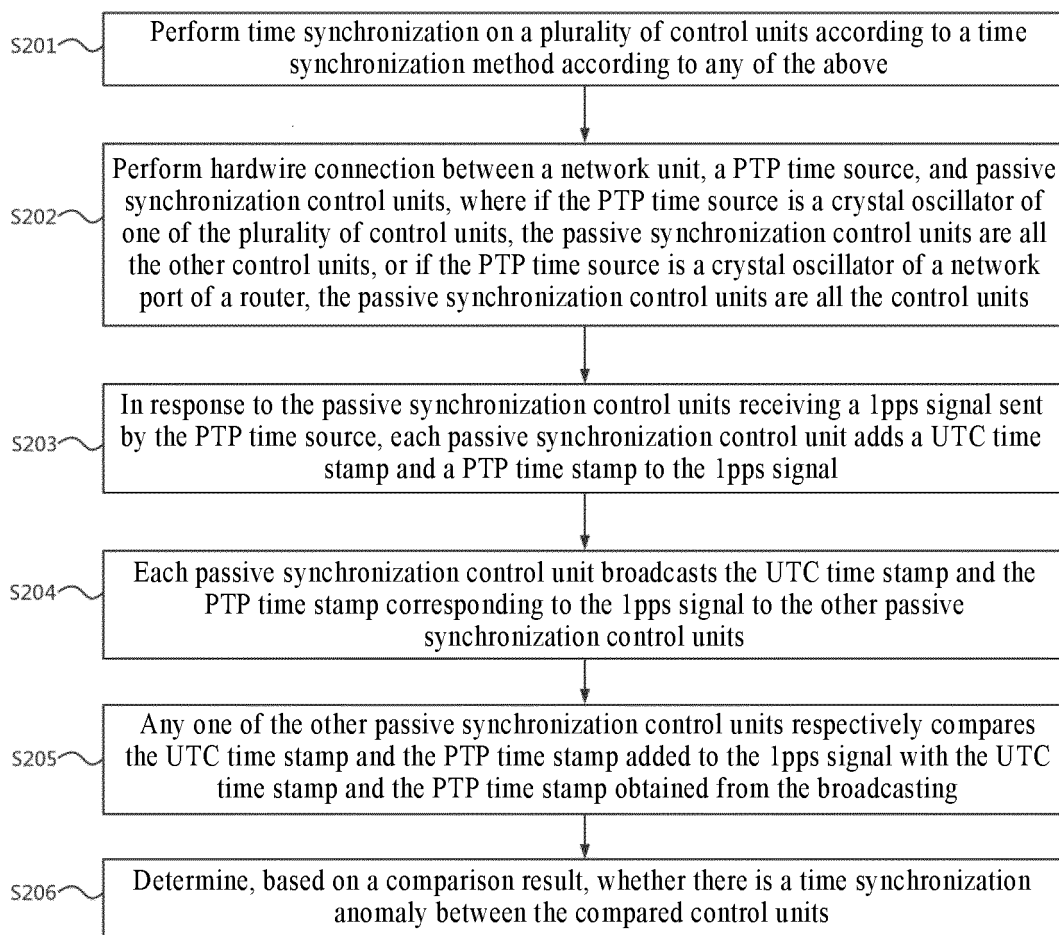 S201
Perform time synchronization on a plurality of control units according to a time
synchronization method according to any of the above
S202
Perform hardwire connection between a network unit, a PTP time source, and passive
synchronization control units, where if the PTP time source is a crystal oscillator of
one of the plurality of control units, the passive synchronization control units are all
the other control units, or if the PTP time source is a crystal oscillator of a network
port of a router, the passive synchronization control units are all the control units
S203
In response to the passive synchronization control units receiving a 1pps signal sent
by the PTP time source, each passive synchronization control unit adds a UTC time
stamp and a PTP time stamp to the 1pps signal
S204
Each passive synchronization control unit broadcasts the UTC time stamp and the
PTP time stamp corresponding to the 1pps signal to the other passive
synchronization control units
S205
Any one of the other passive synchronization control units respectively compares
the UTC time stamp and the PTP time stamp added to the 1pps signal with the UTC
time stamp and the PTP time stamp obtained from the broadcasting
S206
Determine, based on a comparison result, whether there is a time synchronization
anomaly between the compared control units